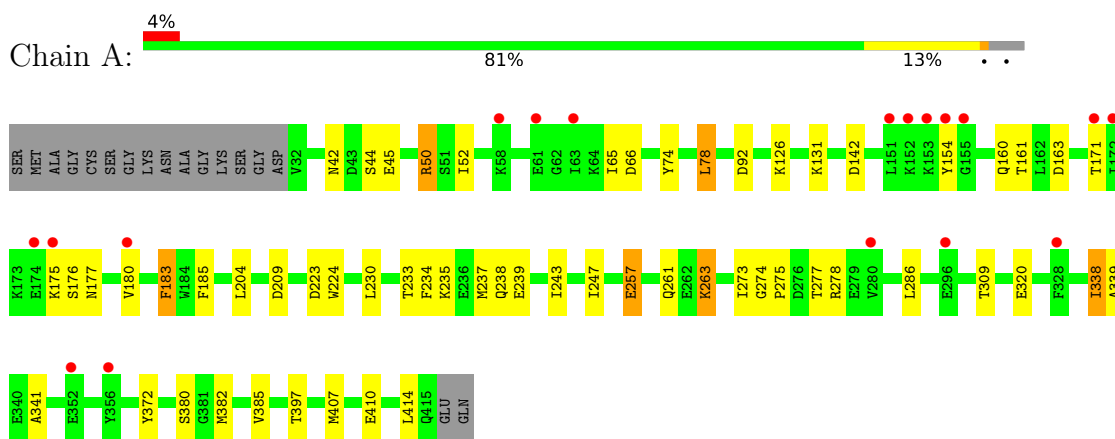 4%
Chain A:
81% 13% • •
SER MET ALA GLY CYS SER GLY LYS ASN ALA GLY LYS SER GLY ASP V32 N42 D43 S44 E45 R50 S51 I52 K58 E61 G62 I63 K64 I65 D66 Y74 L78 D92 K126 K131 D142 L151 K152 K153 Y154 G155 Q160 T161 L162 D163 T171 I172
K173 E174 K175 S176 N177 V180 F183 W184 F185 L204 D209 D223 W224 L230 T233 F234 K235 E236 M237 Q238 E239 I243 I247 E257 Q261 E262 K263 I273 G274 P275 D276 T277 R278 E279 V280 L286 E296 T309 E320 F328 I338 A339
E340 A341 E352 Y356 Y372 S380 G381 M382 V385 T397 M407 E410 L414 Q415 GLU GLN